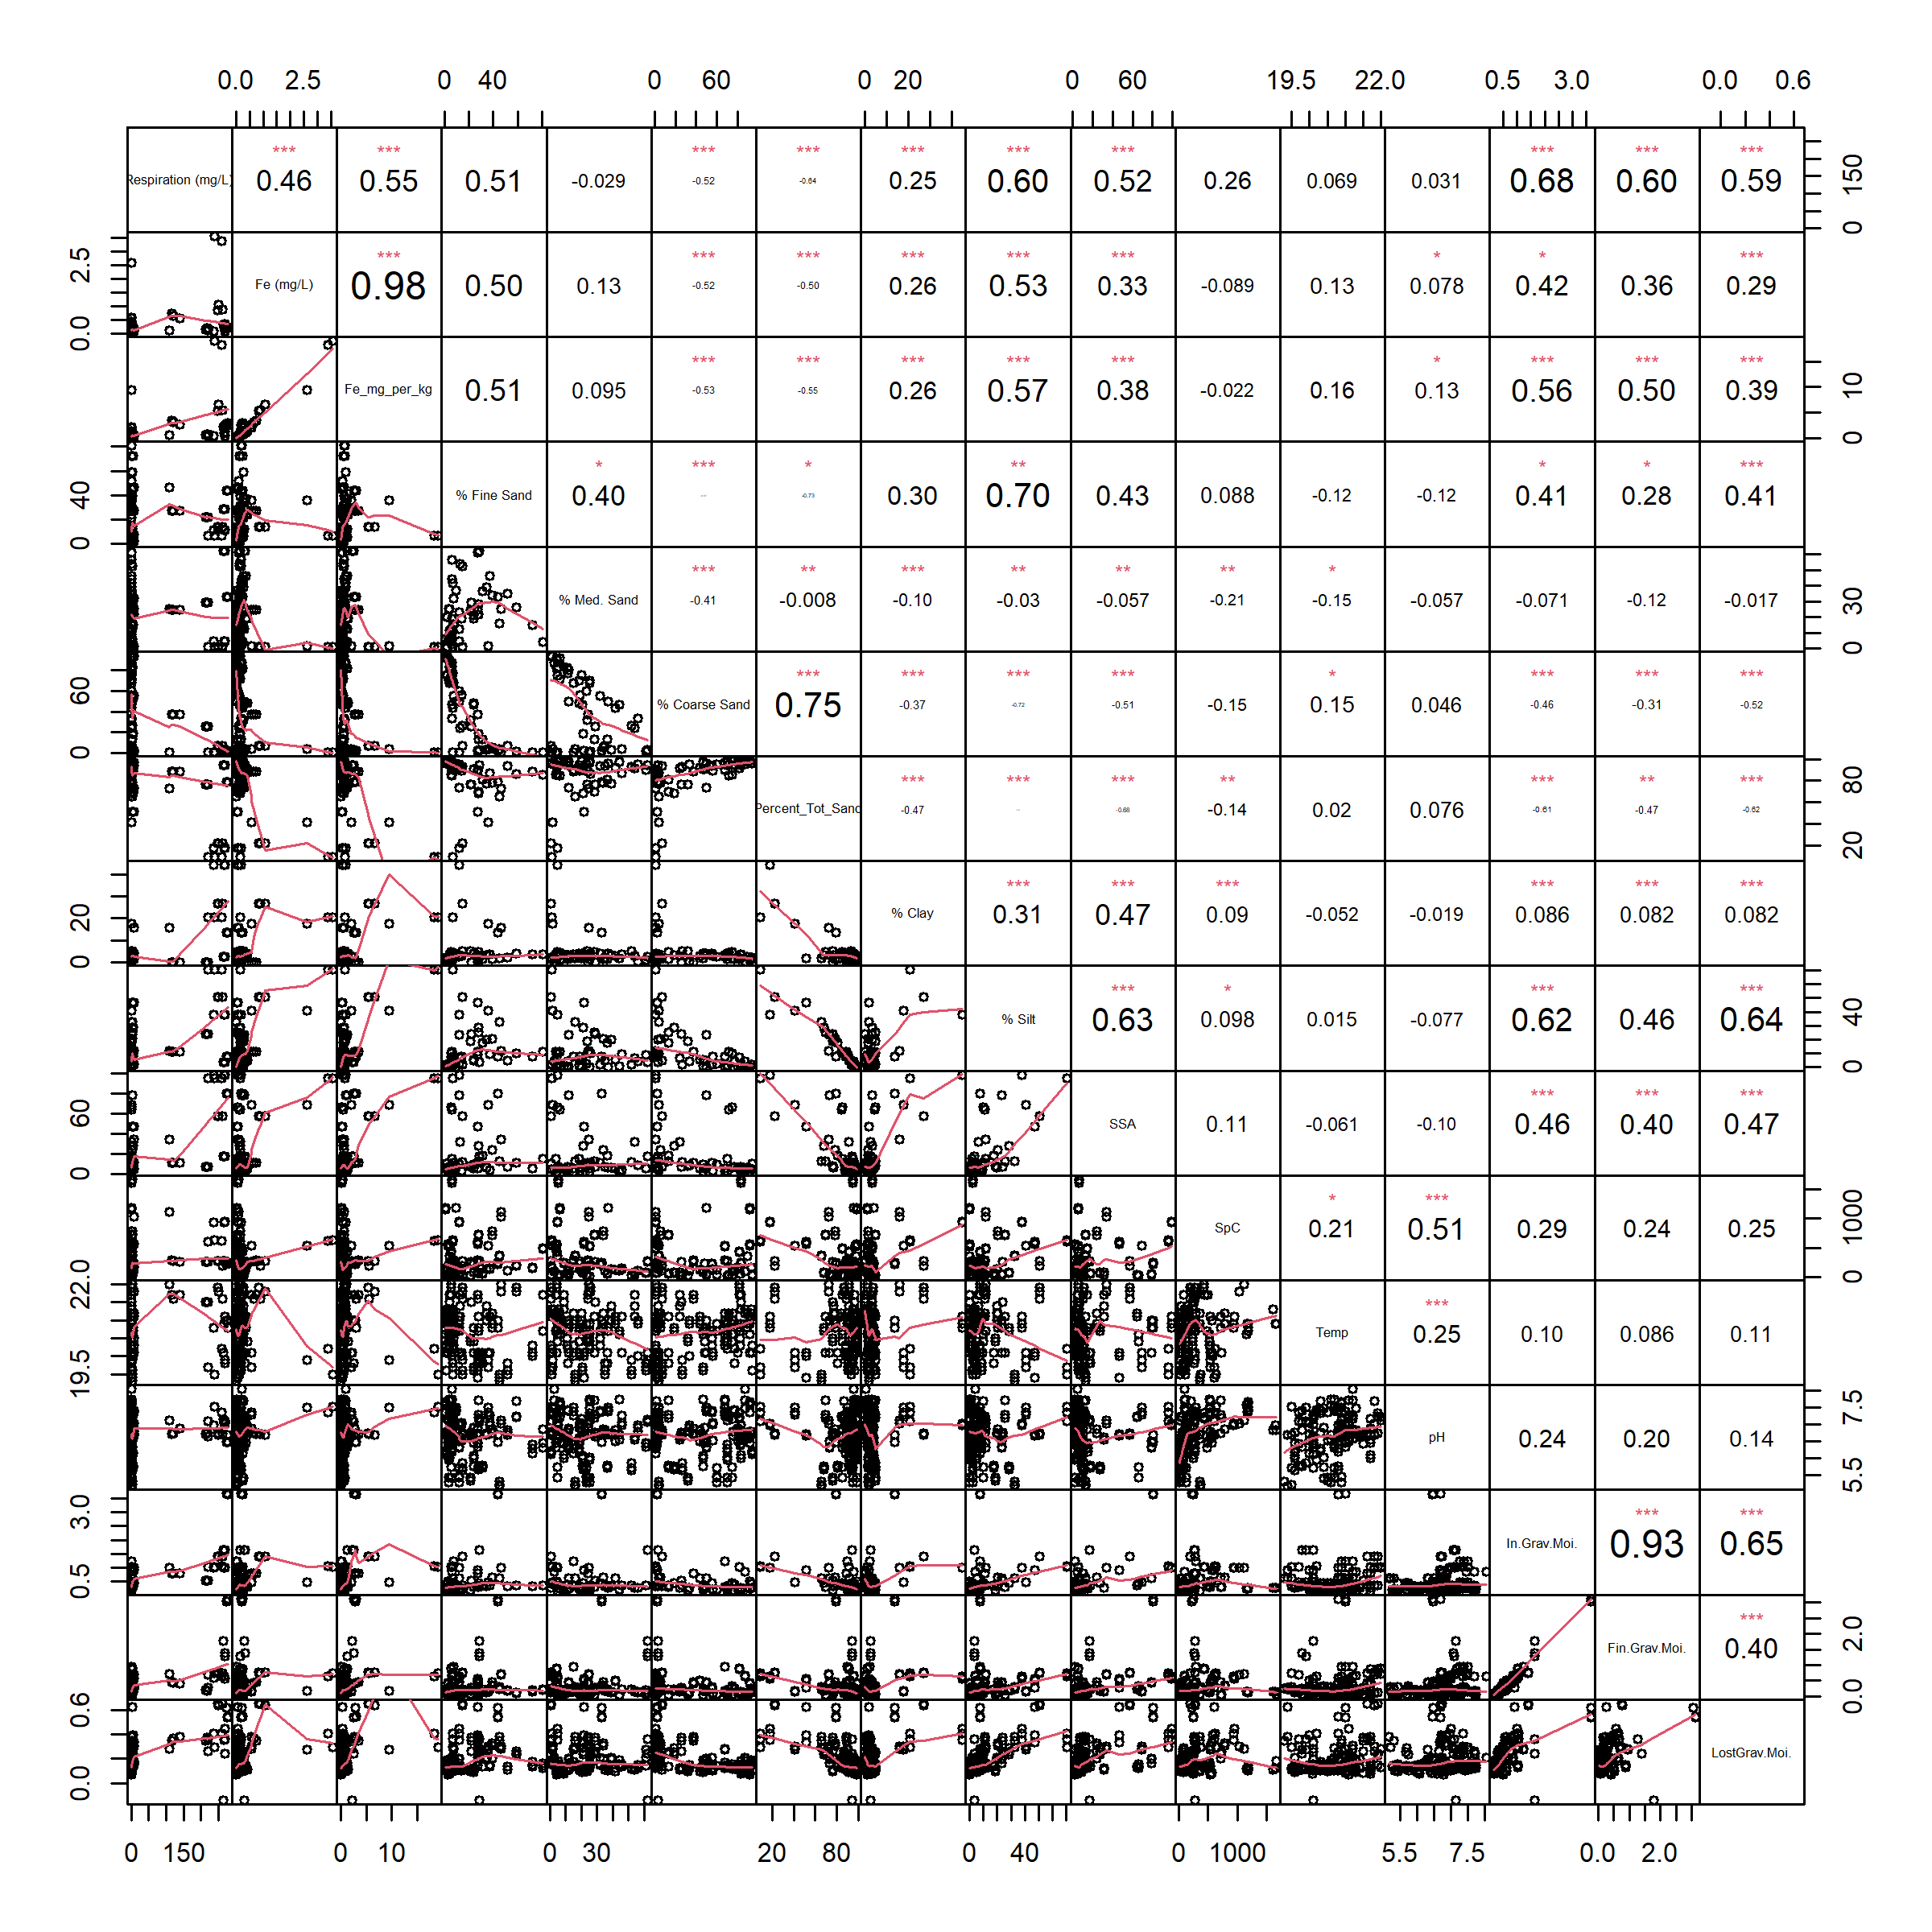 0.0 2.5 0 40 0 60 0 20 0 60 19.5 22.0 0.5 3.0 0.0 0.6
*** *** *** *** *** *** *** *** *** ***
Respiration (mg/L) 0.46 0.55 0.51 -0.029 -0.52 -0.64 0.25 0.60 0.52 0.26 0.069 0.031 0.68 0.60 0.59 0 150
*** *** *** *** *** *** * * ***
0.0 2.5 Fe (mg/L) 0.98 0.50 0.13 -0.52 -0.50 0.26 0.53 0.33 -0.089 0.13 0.078 0.42 0.36 0.29
*** *** *** *** *** * *** *** ***
Fe_mg_per_kg 0.51 0.095 -0.53 -0.55 0.26 0.57 0.38 -0.022 0.16 0.13 0.56 0.50 0.39 0 10
* *** * ** * * ***
0 40 % Fine Sand 0.40 -0.73 0.30 0.70 0.43 0.088 -0.12 -0.12 0.41 0.28 0.41
*** ** *** ** ** ** *
% Med. Sand -0.41 -0.008 -0.10 -0.03 -0.057 -0.21 -0.15 -0.057 -0.071 -0.12 -0.017 0 30
*** *** *** *** * *** *** ***
0 60 % Coarse Sand 0.75 -0.37 -0.72 -0.51 -0.15 0.15 0.046 -0.46 -0.31 -0.52
*** *** *** ** *** ** ***
Percent_Tot_Sand -0.47 -0.68 -0.14 0.02 0.076 -0.61 -0.47 -0.62 20 80
*** *** *** *** *** ***
0 20 % Clay 0.31 0.47 0.09 -0.052 -0.019 0.086 0.082 0.082
*** * *** ***
% Silt 0.63 0.098 0.015 -0.077 0.62 0.46 0.64 0 40
*** *** ***
0 60 SSA 0.11 -0.061 -0.10 0.46 0.40 0.47
* ***
SpC 0.21 0.51 0.29 0.24 0.25 0 1000
***
19.5 22.0 Temp 0.25 0.10 0.086 0.11
pH 0.24 0.20 0.14 5.5 7.5
*** ***
0.5 3.0 In.Grav.Moi. 0.93 0.65
***
Fin.Grav.Moi. 0.40 0.0 2.0
0.0 0.6 LostGrav.Moi.
0 150 0 10 0 30 20 80 0 40 0 1000 5.5 7.5 0.0 2.0